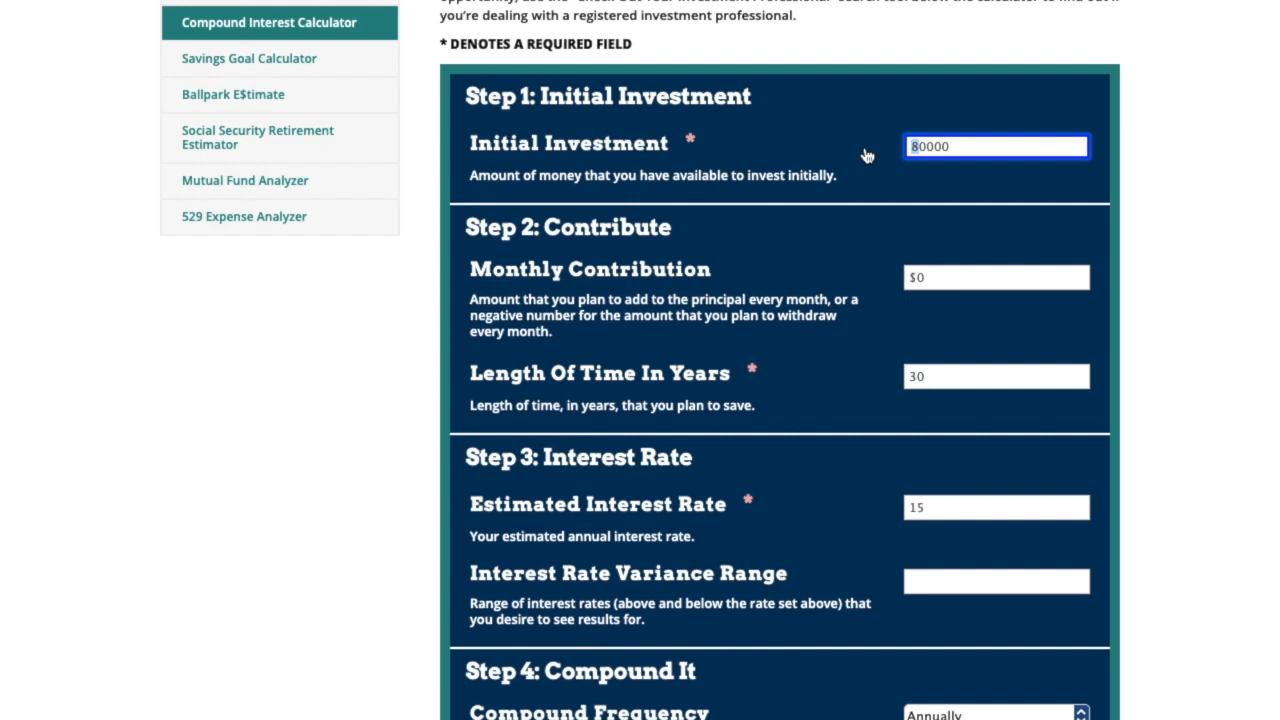 Compound Interest Calculator
Savings Goal Calculator
Ballpark E$timate
Social Security Retirement
Estimator
Mutual Fund Analyzer
529 Expense Analyzer
you're dealing with a registered investment professional.
* DENOTES A REQUIRED FIELD
Step 1: Initial Investment
Initial Investment *
80000
Amount of money that you have available to invest initially.
Step 2: Contribute
Monthly Contribution
$0
Amount that you plan to add to the principal every month, or a
negative number for the amount that you plan to withdraw
every month.
Length Of Time In Years *
30
Length of time, in years, that you plan to save.
Step 3: Interest Rate
Estimated Interest Rate *
15
Your estimated annual interest rate.
Interest Rate Variance Range
Range of interest rates (above and below the rate set above) that
you desire to see results for.
Step 4: Compound It
Compound Frequency
Annually